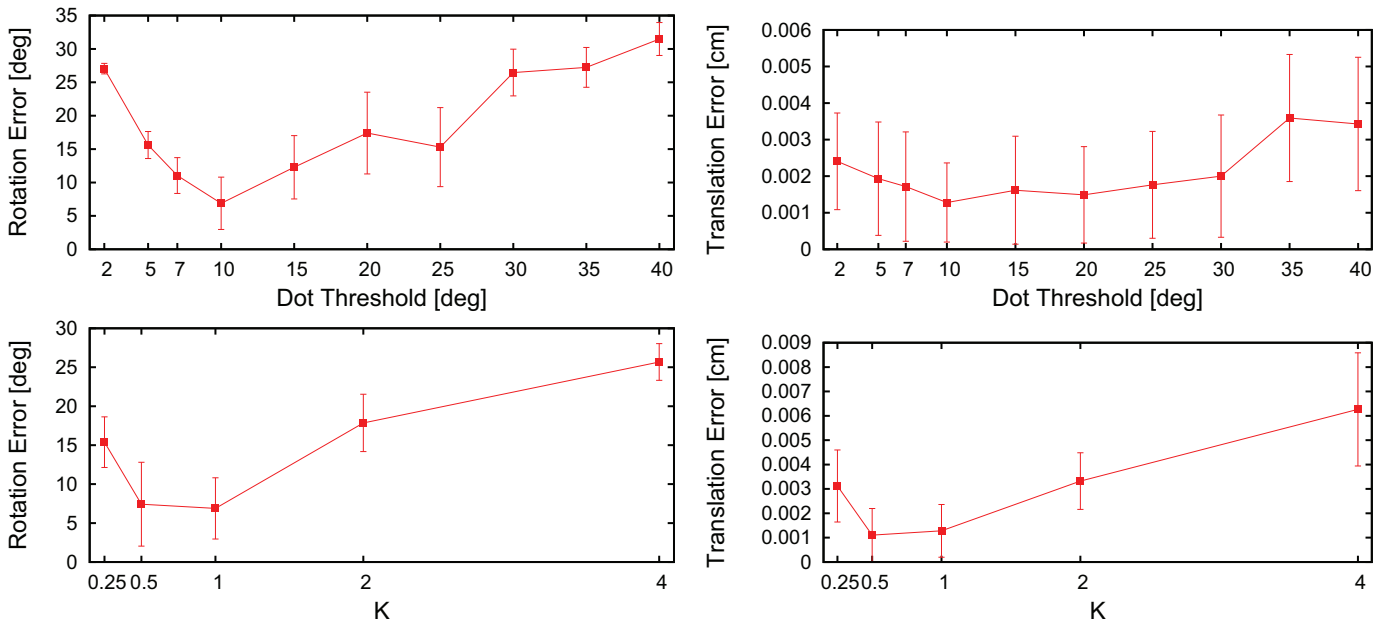 35
30
25
20
15
10
5
0
Rotation Error [deg]
2 5 7 10 15 20 25 30 35 40
Dot Threshold [deg]
0.006
0.005
0.004
0.003
0.002
0.001
0
Translation Error [cm]
2 5 7 10 15 20 25 30 35 40
Dot Threshold [deg]
30
25
20
15
10
5
0
Rotation Error [deg]
0.25 0.5 1 2 4
K
0.009
0.008
0.007
0.006
0.005
0.004
0.003
0.002
0.001
0
Translation Error [cm]
0.25 0.5 1 2 4
K